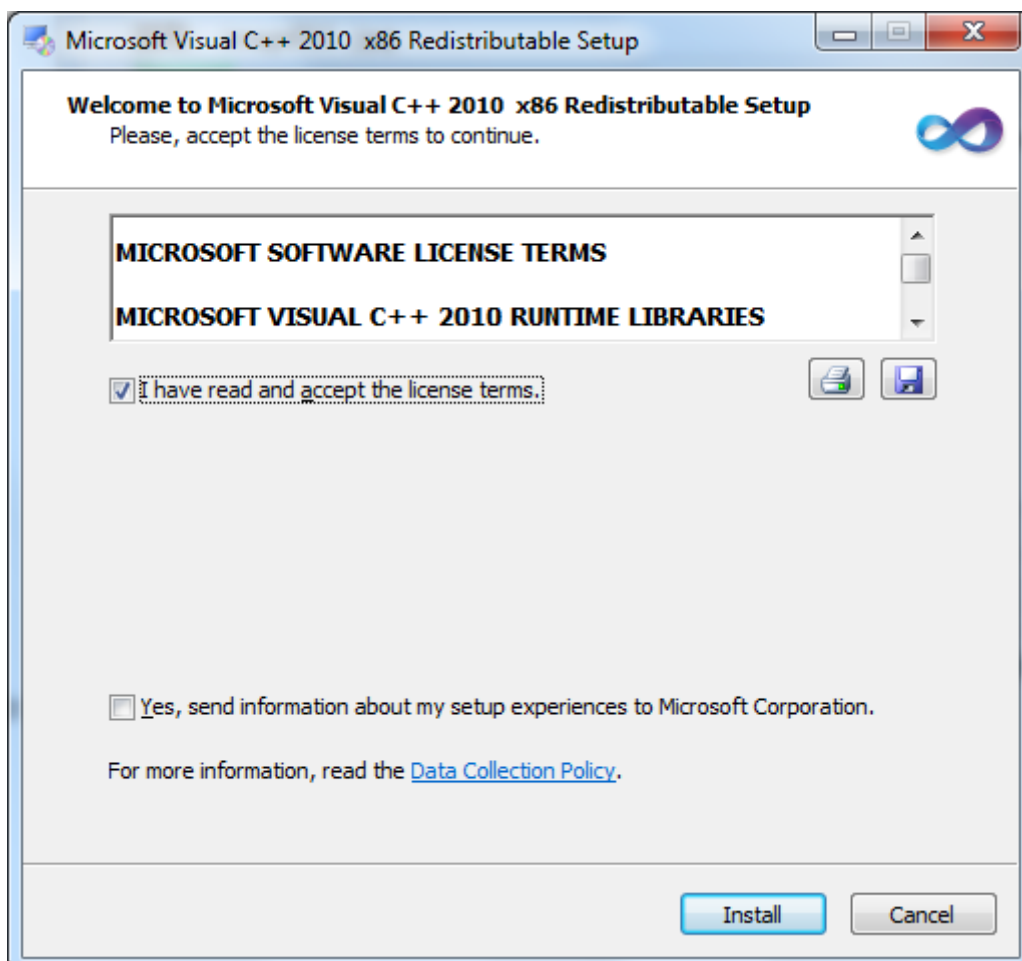 Microsoft Visual C++ 2010  x86 Redistributable Setup
Welcome to Microsoft Visual C++ 2010  x86 Redistributable Setup
Please, accept the license terms to continue.
MICROSOFT SOFTWARE LICENSE TERMS
MICROSOFT VISUAL C++ 2010 RUNTIME LIBRARIES
I have read and accept the license terms.
Yes, send information about my setup experiences to Microsoft Corporation.
For more information, read the Data Collection Policy.
Install Cancel